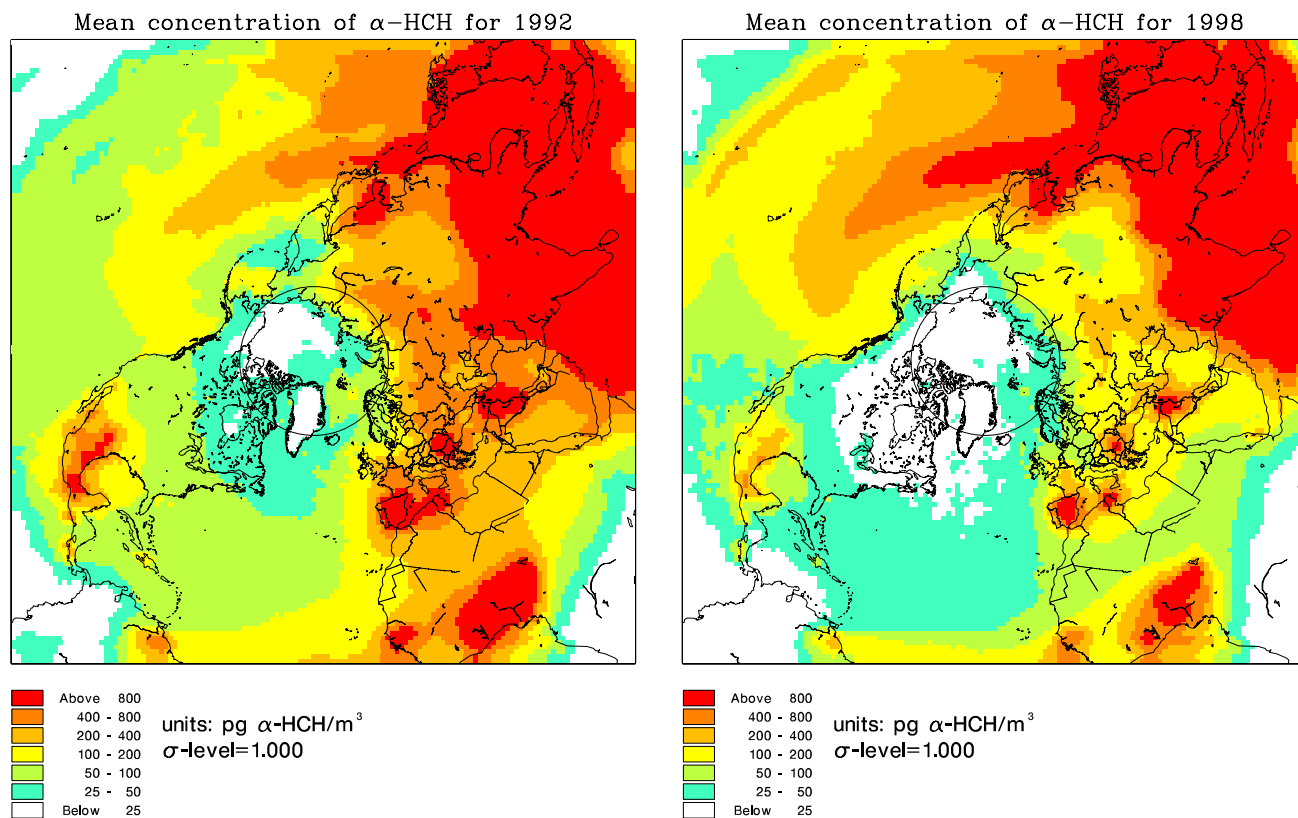 Mean concentration of α-HCH for 1992
Above 800
400 - 800
200 - 400
100 - 200
50 - 100
25 - 50
Below 25
units: pg α-HCH/m³
σ-level=1.000
Mean concentration of α-HCH for 1998
Above 800
400 - 800
200 - 400
100 - 200
50 - 100
25 - 50
Below 25
units: pg α-HCH/m³
σ-level=1.000